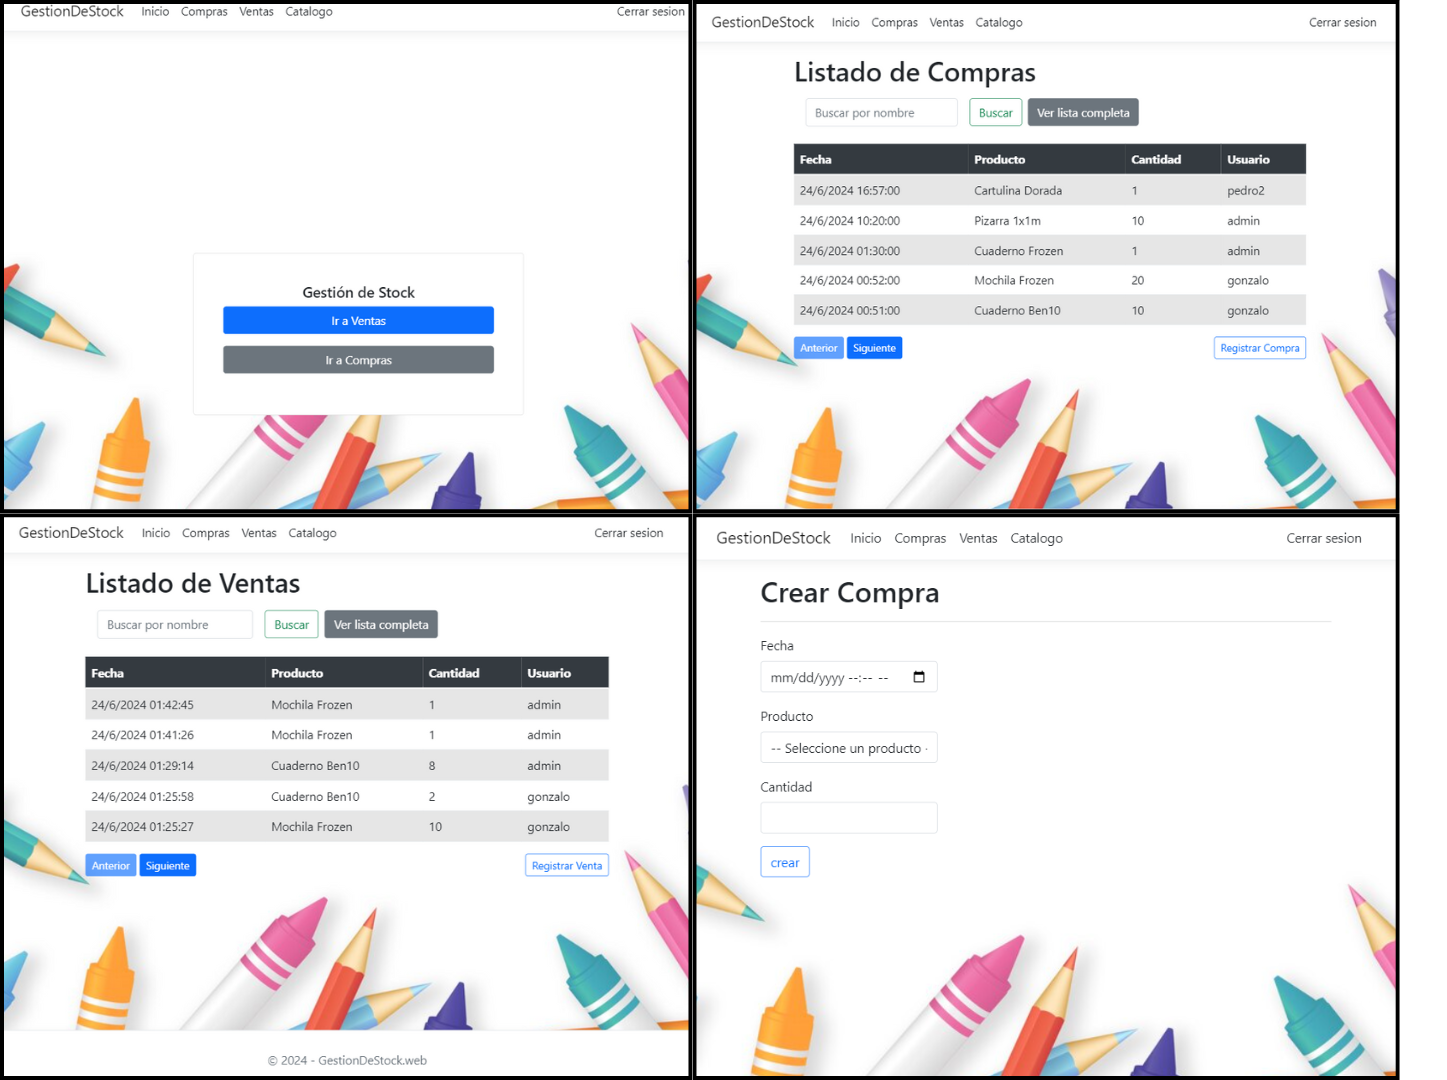 GestionDeStock Inicio Compras Ventas Catalogo Cerrar sesion
Gestión de Stock
Ir a Ventas
Ir a Compras
GestionDeStock Inicio Compras Ventas Catalogo Cerrar sesion
Listado de Compras
Buscar por nombre Buscar Ver lista completa
Fecha Producto Cantidad Usuario
24/6/2024 16:57:00 Cartulina Dorada 1 pedro2
24/6/2024 10:20:00 Pizarra 1x1m 10 admin
24/6/2024 01:30:00 Cuaderno Frozen 1 admin
24/6/2024 00:52:00 Mochila Frozen 20 gonzalo
24/6/2024 00:51:00 Cuaderno Ben10 10 gonzalo
Anterior Siguiente Registrar Compra
GestionDeStock Inicio Compras Ventas Catalogo Cerrar sesion
Listado de Ventas
Buscar por nombre Buscar Ver lista completa
Fecha Producto Cantidad Usuario
24/6/2024 01:42:45 Mochila Frozen 1 admin
24/6/2024 01:41:26 Mochila Frozen 1 admin
24/6/2024 01:29:14 Cuaderno Ben10 8 admin
24/6/2024 01:25:58 Cuaderno Ben10 2 gonzalo
24/6/2024 01:25:27 Mochila Frozen 10 gonzalo
Anterior Siguiente Registrar Venta
© 2024 - GestionDeStock.web
GestionDeStock Inicio Compras Ventas Catalogo Cerrar sesion
Crear Compra
Fecha
mm/dd/yyyy --:-- --
Producto
-- Seleccione un producto -
Cantidad
crear